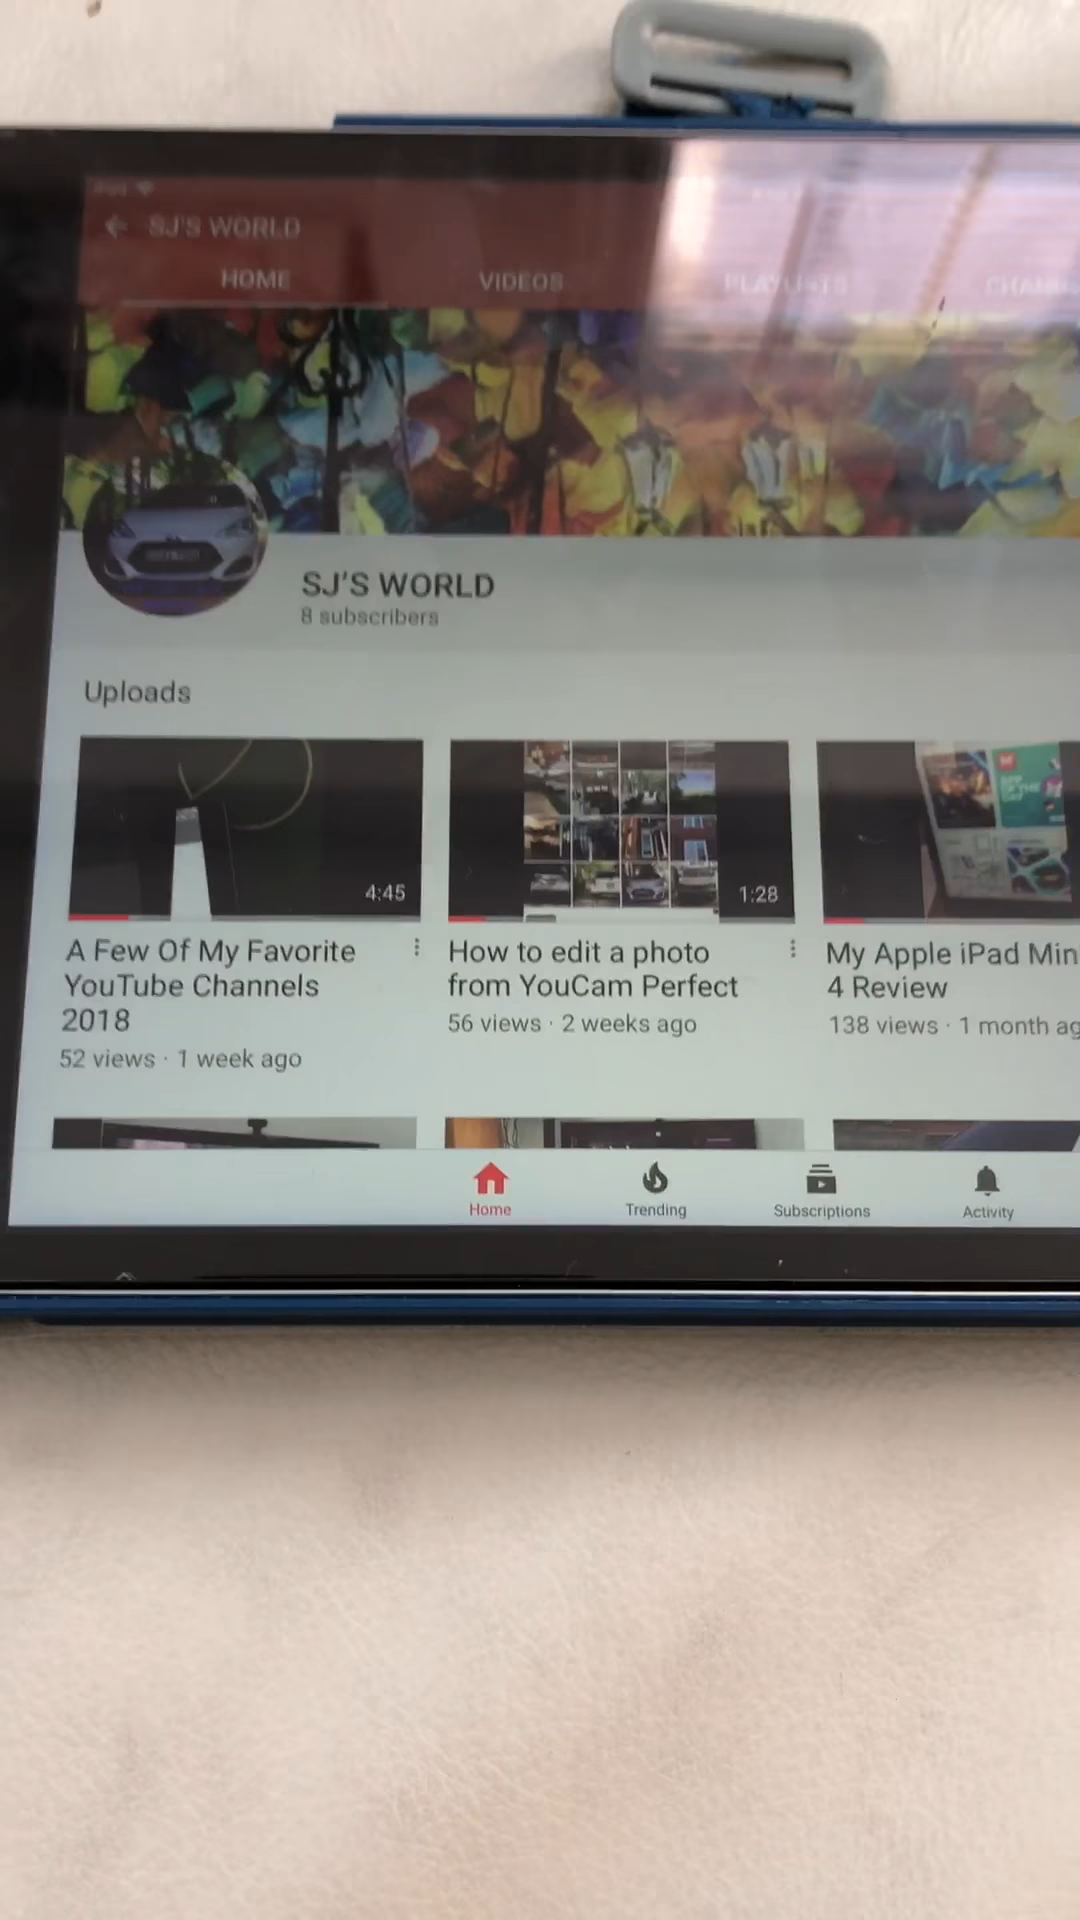 SJ'S WORLD
HOME VIDEOS PLAYLISTS
SJ'S WORLD
8 subscribers
Uploads
4:45
1:28
A Few Of My Favorite
YouTube Channels
2018
52 views · 1 week ago
How to edit a photo
from YouCam Perfect
56 views · 2 weeks ago
My Apple iPad Min
4 Review
138 views · 1 month ag
Home Trending Subscriptions Activity